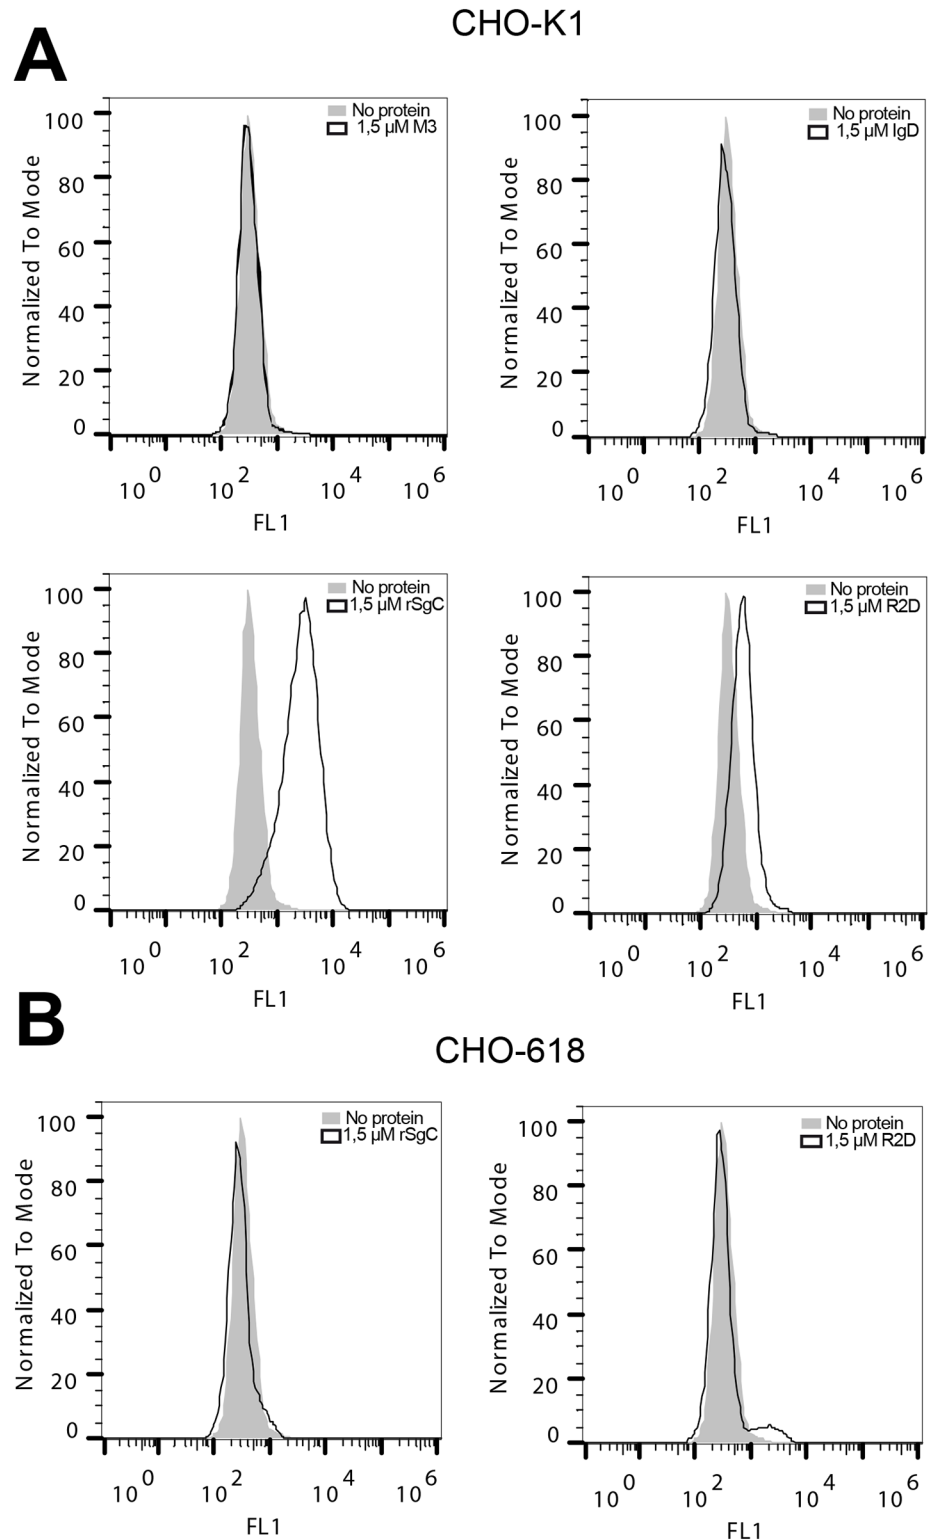 CHO-K1
A
No protein
1,5 µM M3
100
80
60
40
20
0
Normalized To Mode
10 0 10 2 10 4 10 6
FL1
No protein
1,5 µM IgD
100
80
60
40
20
0
Normalized To Mode
10 0 10 2 10 4 10 6
FL1
No protein
1,5 µM rSgC
100
80
60
40
20
0
Normalized To Mode
10 0 10 2 10 4 10 6
FL1
No protein
1,5 µM R2D
100
80
60
40
20
0
Normalized To Mode
10 0 10 2 10 4 10 6
FL1
B
CHO-618
No protein
1,5 µM rSgC
100
80
60
40
20
0
Normalized To Mode
10 0 10 2 10 4 10 6
FL1
No protein
1,5 µM R2D
100
80
60
40
20
0
Normalized To Mode
10 0 10 2 10 4 10 6
FL1